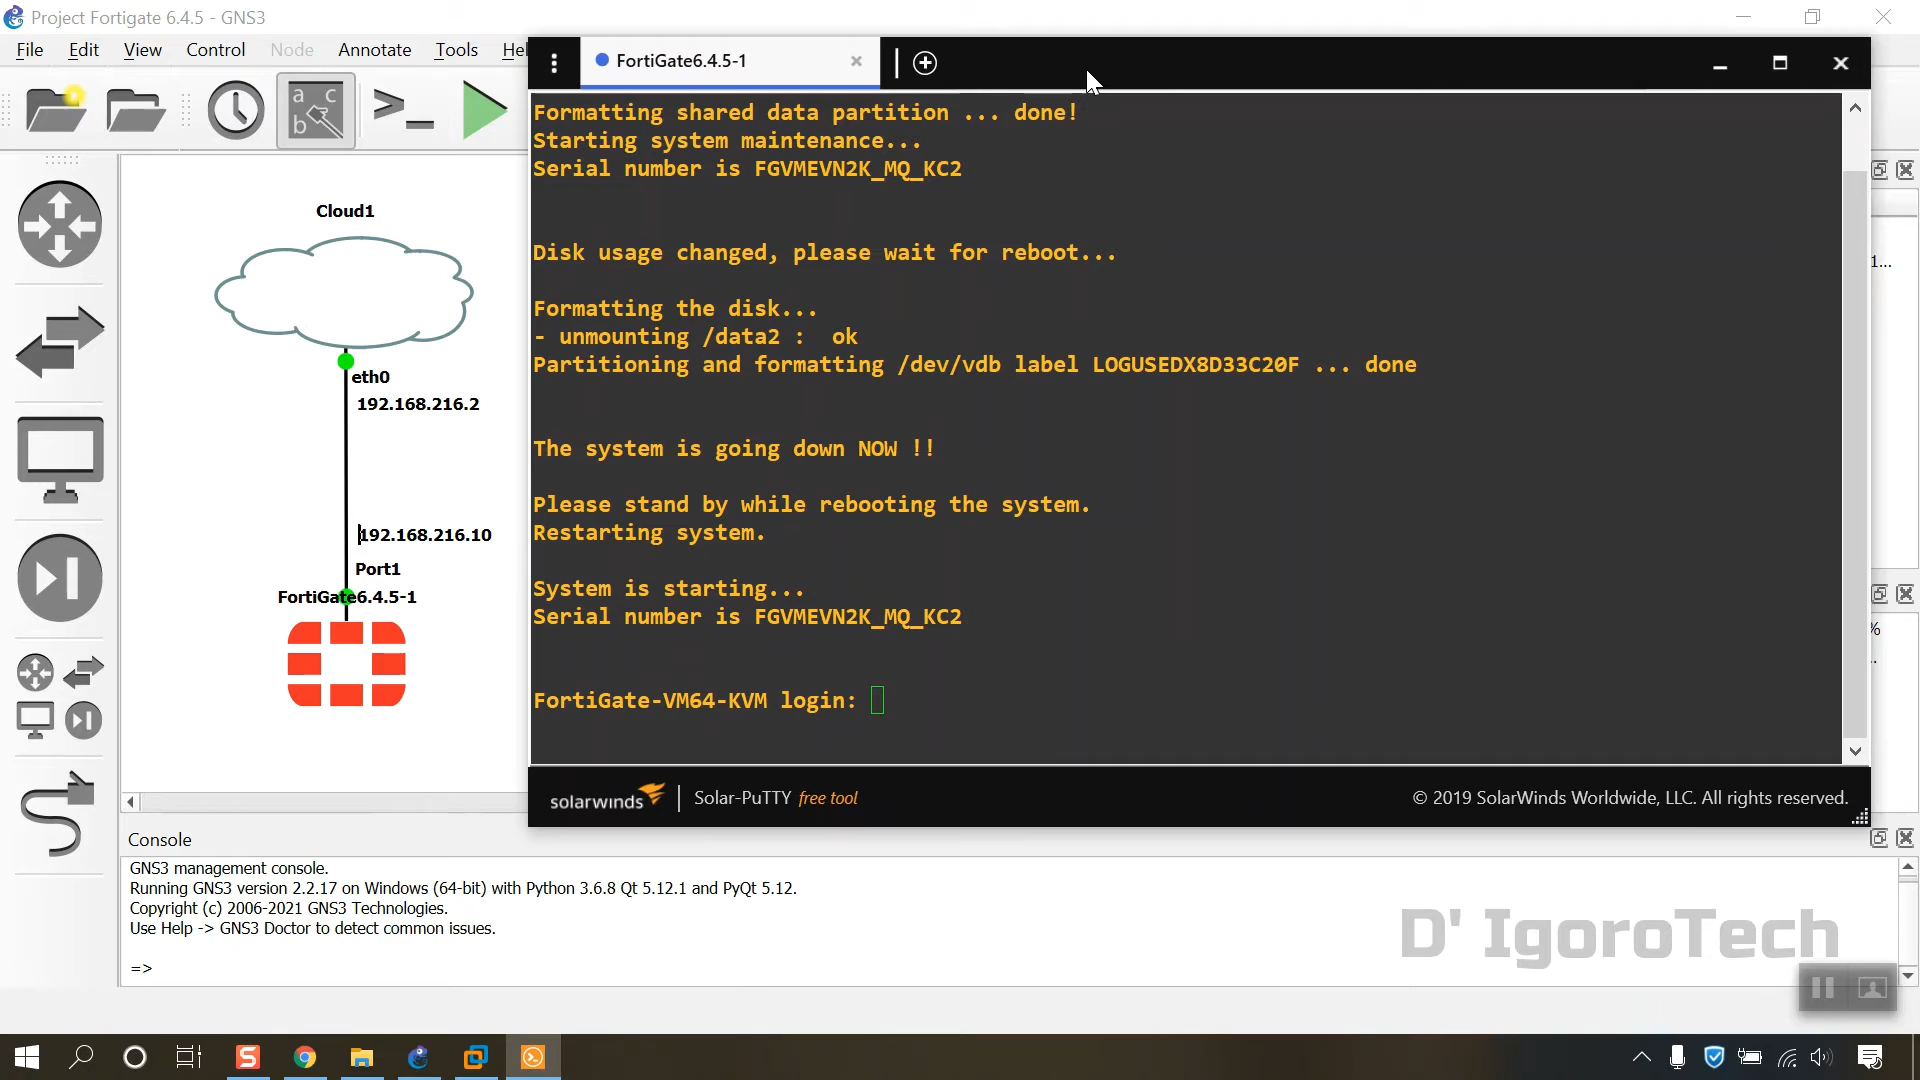 Project Fortigate 6.4.5 - GNS3
File Edit View Control Node Annotate Tools Hel
FortiGate6.4.5-1
a c
b
Formatting shared data partition ... done!
Starting system maintenance...
Serial number is FGVMEVN2K_MQ_KC2
Disk usage changed, please wait for reboot...
Formatting the disk...
- unmounting /data2 :  ok
Partitioning and formatting /dev/vdb label LOGUSEDX8D33C20F ... done
The system is going down NOW !!
Please stand by while rebooting the system.
Restarting system.
System is starting...
Serial number is FGVMEVN2K_MQ_KC2
FortiGate-VM64-KVM login:
solarwinds Solar-PuTTY free tool
© 2019 SolarWinds Worldwide, LLC. All rights reserved.
Cloud1
eth0
192.168.216.2
192.168.216.10
Port1
FortiGate6.4.5-1
1...
%
Console
GNS3 management console.
Running GNS3 version 2.2.17 on Windows (64-bit) with Python 3.6.8 Qt 5.12.1 and PyQt 5.12.
Copyright (c) 2006-2021 GNS3 Technologies.
Use Help -> GNS3 Doctor to detect common issues.
=>
D' IgoroTech